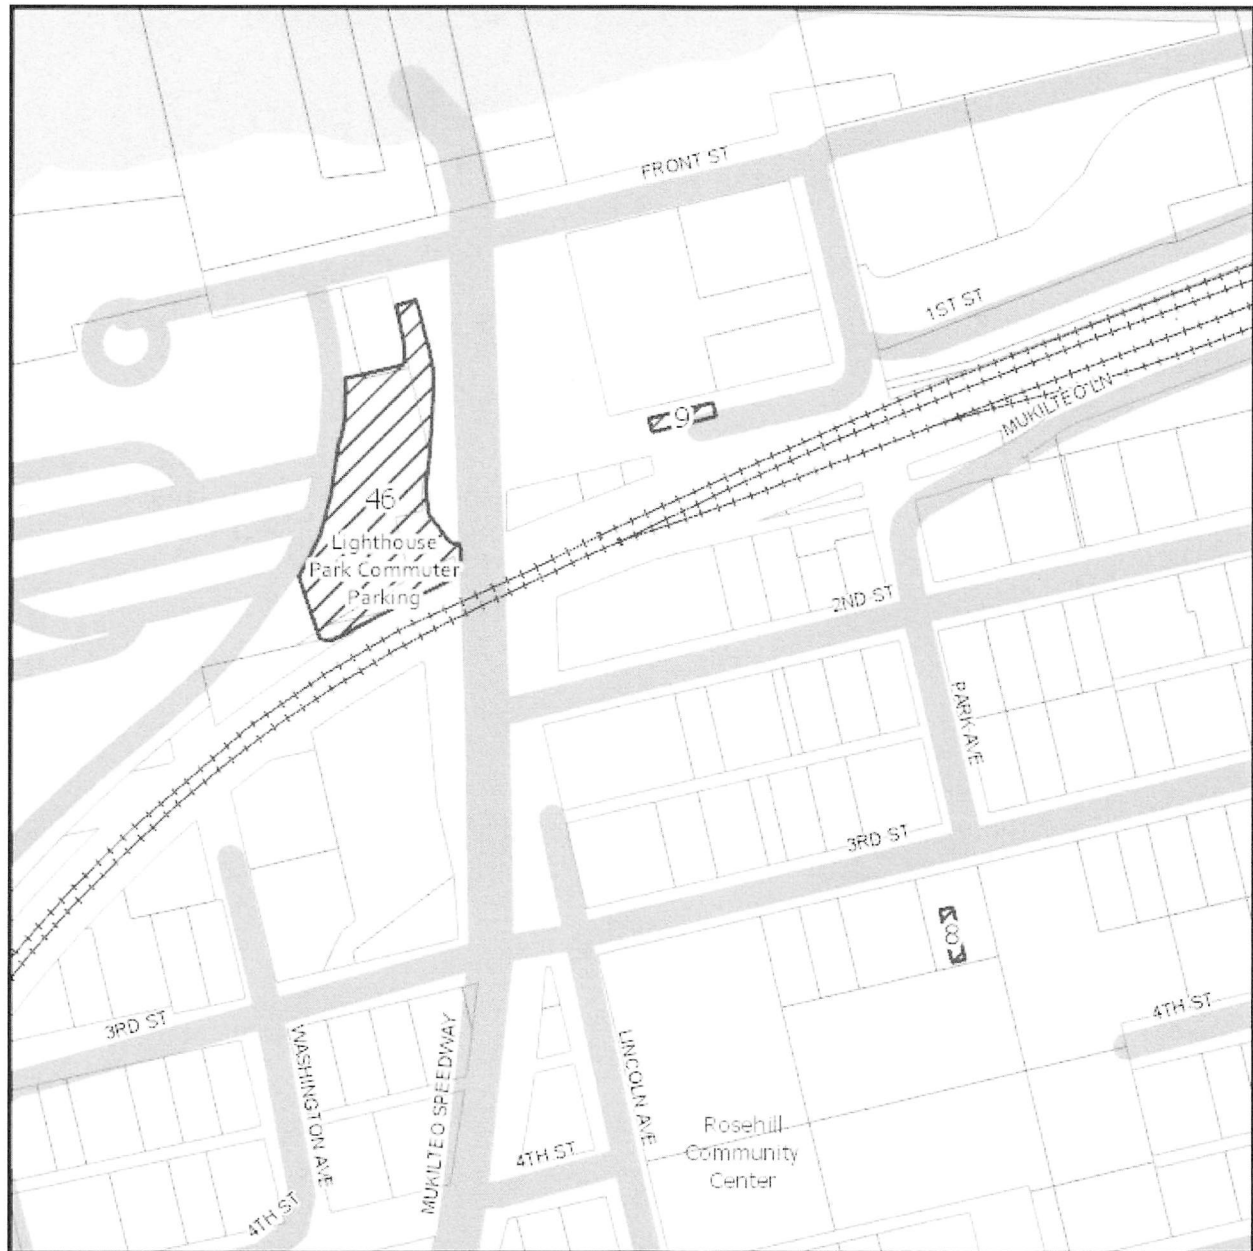 FRONT ST
1ST ST
MUKILTEO LN
9
46
Lighthouse
Park Commuter
Parking
2ND ST
PARK AVE
3RD ST
8
3RD ST
WASHINGTON AVE
MUKILTEO SPEEDWAY
LINCOLN AVE
4TH ST
Rosehill
Community
Center
4TH ST
4TH ST